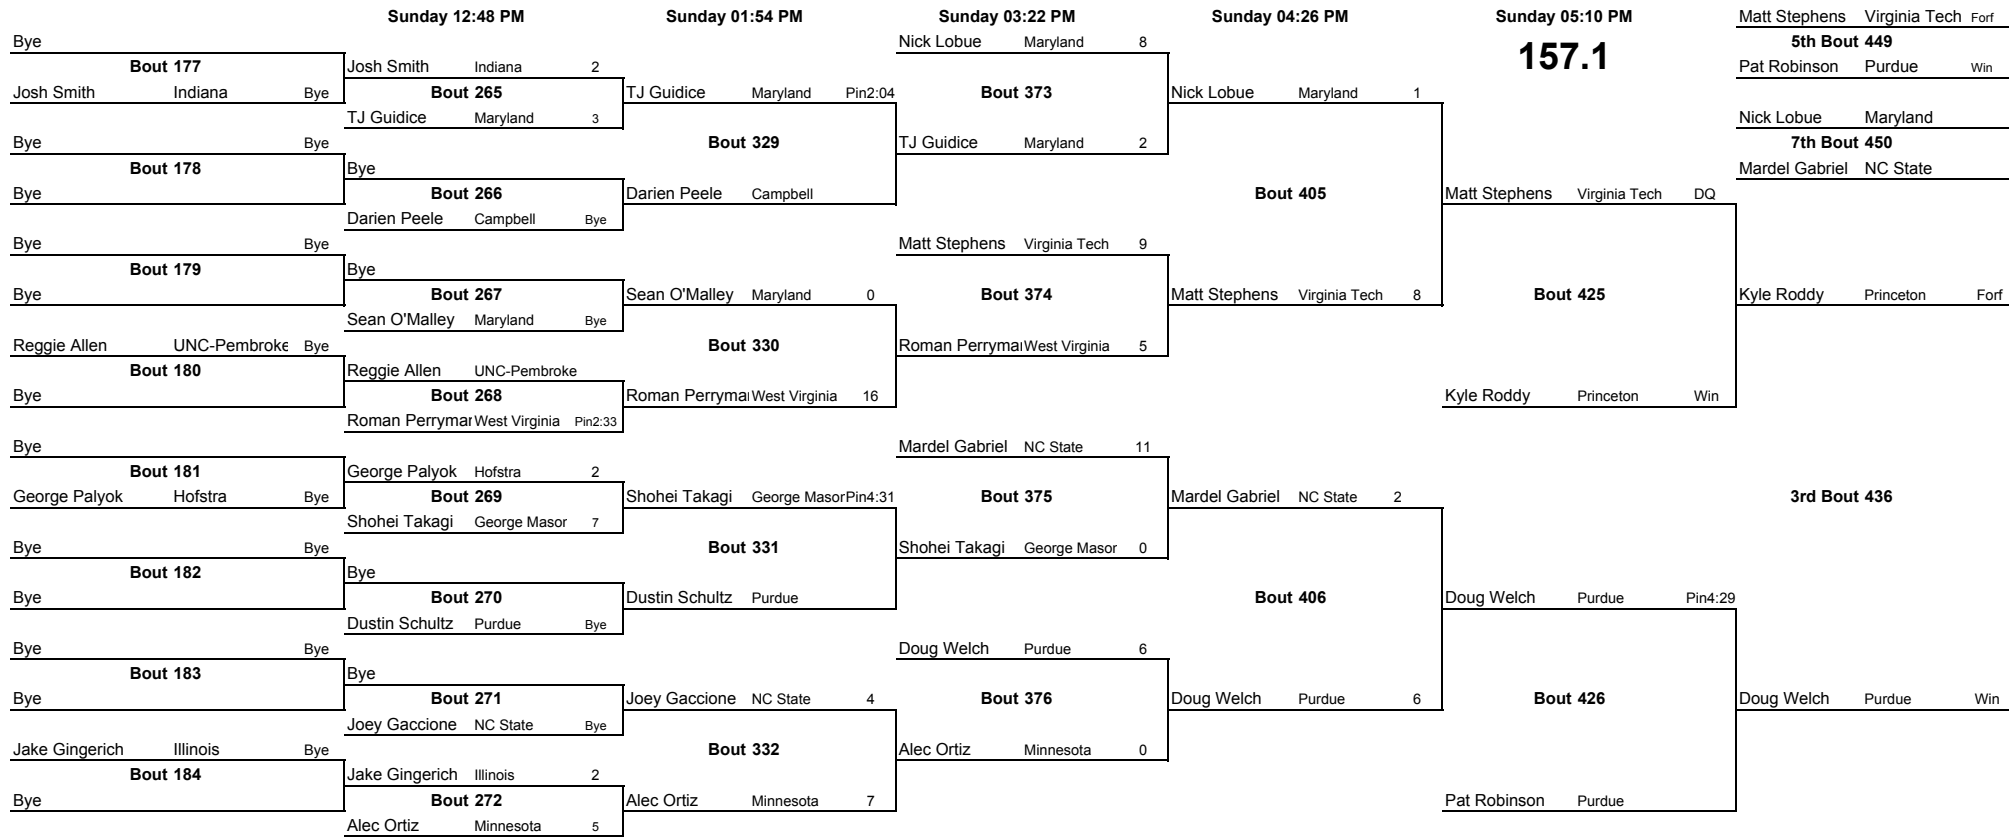 Sunday 12:48 PM Sunday 01:54 PM Sunday 03:22 PM Sunday 04:26 PM Sunday 05:10 PM Matt Stephens Virginia Tech Forf
Bye Nick Lobue Maryland 8 157.1 5th Bout 449
Bout 177 Josh Smith Indiana 2 Pat Robinson Purdue Win
Josh Smith Indiana Bye Bout 265 TJ Guidice Maryland Pin2:04 Bout 373 Nick Lobue Maryland 1
TJ Guidice Maryland 3 Nick Lobue Maryland
Bye Bye Bout 329 TJ Guidice Maryland 2 7th Bout 450
Bout 178 Bye Mardel Gabriel NC State
Bye Bout 266 Darien Peele Campbell Bout 405 Matt Stephens Virginia Tech DQ
Darien Peele Campbell Bye
Bye Bye Matt Stephens Virginia Tech 9
Bout 179 Bye
Bye Bout 267 Sean O'Malley Maryland 0 Bout 374 Matt Stephens Virginia Tech 8 Bout 425 Kyle Roddy Princeton Forf
Sean O'Malley Maryland Bye
Reggie Allen UNC-Pembroke Bye Bout 330 Roman Perryma West Virginia 5
Bout 180 Reggie Allen UNC-Pembroke
Bye Bout 268 Roman Perryma West Virginia 16 Kyle Roddy Princeton Win
Roman Perrymar West Virginia Pin2:33
Bye Mardel Gabriel NC State 11
Bout 181 George Palyok Hofstra 2
George Palyok Hofstra Bye Bout 269 Shohei Takagi George Masor Pin4:31 Bout 375 Mardel Gabriel NC State 2 3rd Bout 436
Shohei Takagi George Masor 7
Bye Bye Bout 331 Shohei Takagi George Masor 0
Bout 182 Bye
Bye Bout 270 Dustin Schultz Purdue Bout 406 Doug Welch Purdue Pin4:29
Dustin Schultz Purdue Bye
Bye Bye Doug Welch Purdue 6
Bout 183 Bye
Bye Bout 271 Joey Gaccione NC State 4 Bout 376 Doug Welch Purdue 6 Bout 426 Doug Welch Purdue Win
Joey Gaccione NC State Bye
Jake Gingerich Illinois Bye Bout 332 Alec Ortiz Minnesota 0
Bout 184 Jake Gingerich Illinois 2
Bye Bout 272 Alec Ortiz Minnesota 7 Pat Robinson Purdue
Alec Ortiz Minnesota 5